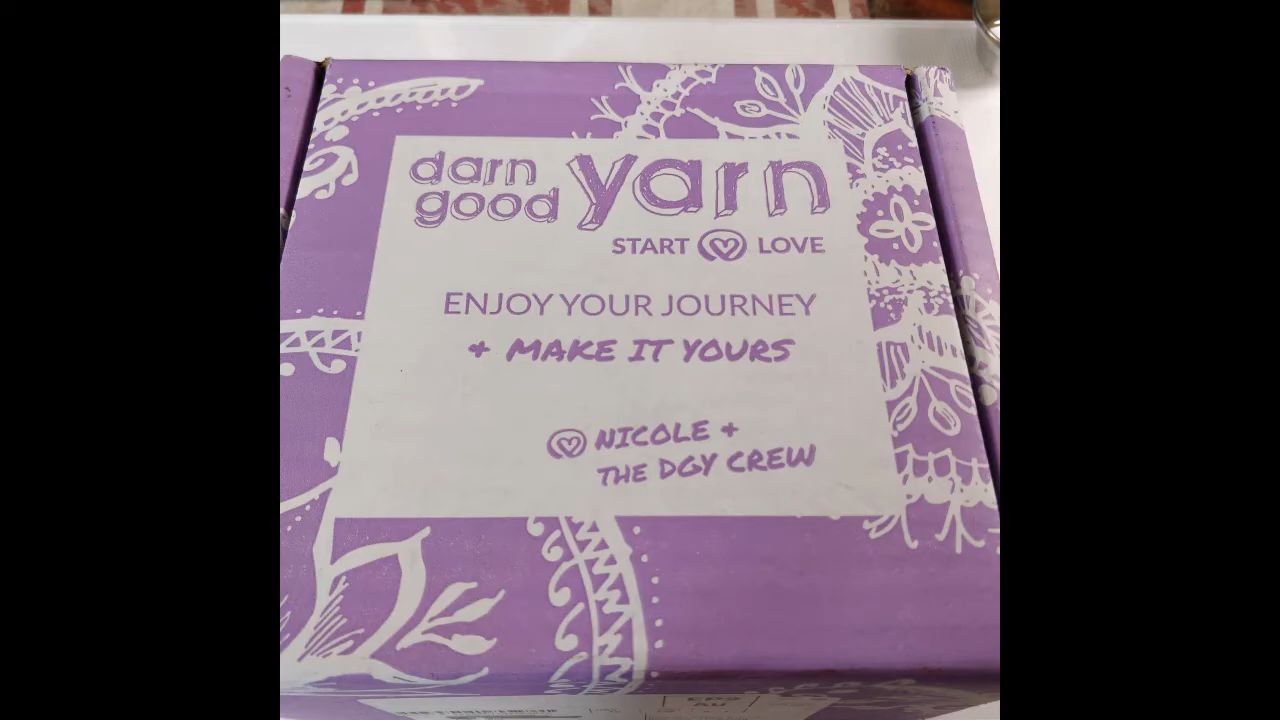 darn good yarn
START LOVE
ENJOY YOUR JOURNEY
+ MAKE IT YOURS
NICOLE +
THE DGY CREW